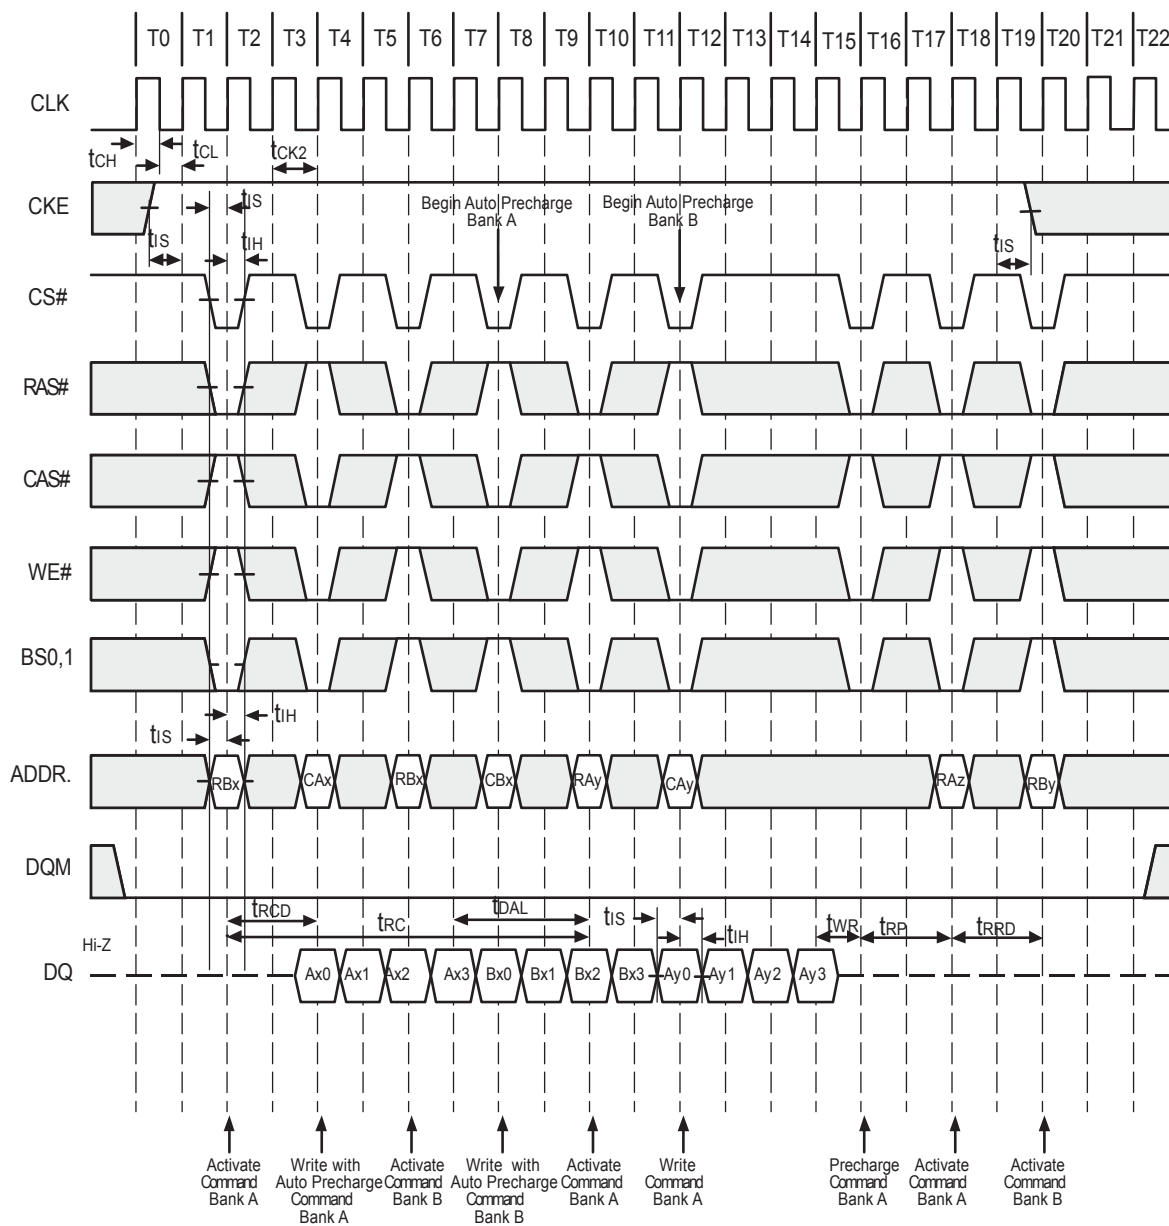 T0 T1 T2 T3 T4 T5 T6 T7 T8 T9 T10 T11 T12 T13 T14 T15 T16 T17 T18 T19 T20 T21 T22
CLK
tCH tCL tCK2
CKE
tIS
Begin Auto Precharge
Bank A
Begin Auto Precharge
Bank B
tIS tIH tIS
CS#
RAS#
CAS#
WE#
BS0,1
tIH
tIS
ADDR.
RBx CAx RBx CBx RAy CAy RAz RBy
DQM
tRCD tDAL tIS tWR tRP tRRD
tRC tIH
Hi-Z
DQ
Ax0 Ax1 Ax2 Ax3 Bx0 Bx1 Bx2 Bx3 Ay0 Ay1 Ay2 Ay3
Activate
Command
Bank A
Write with
Auto Precharge
Command
Bank A
Activate
Command
Bank B
Write with
Auto Precharge
Command
Bank B
Activate
Command
Bank A
Write
Command
Bank A
Precharge
Command
Bank A
Activate
Command
Bank A
Activate
Command
Bank B